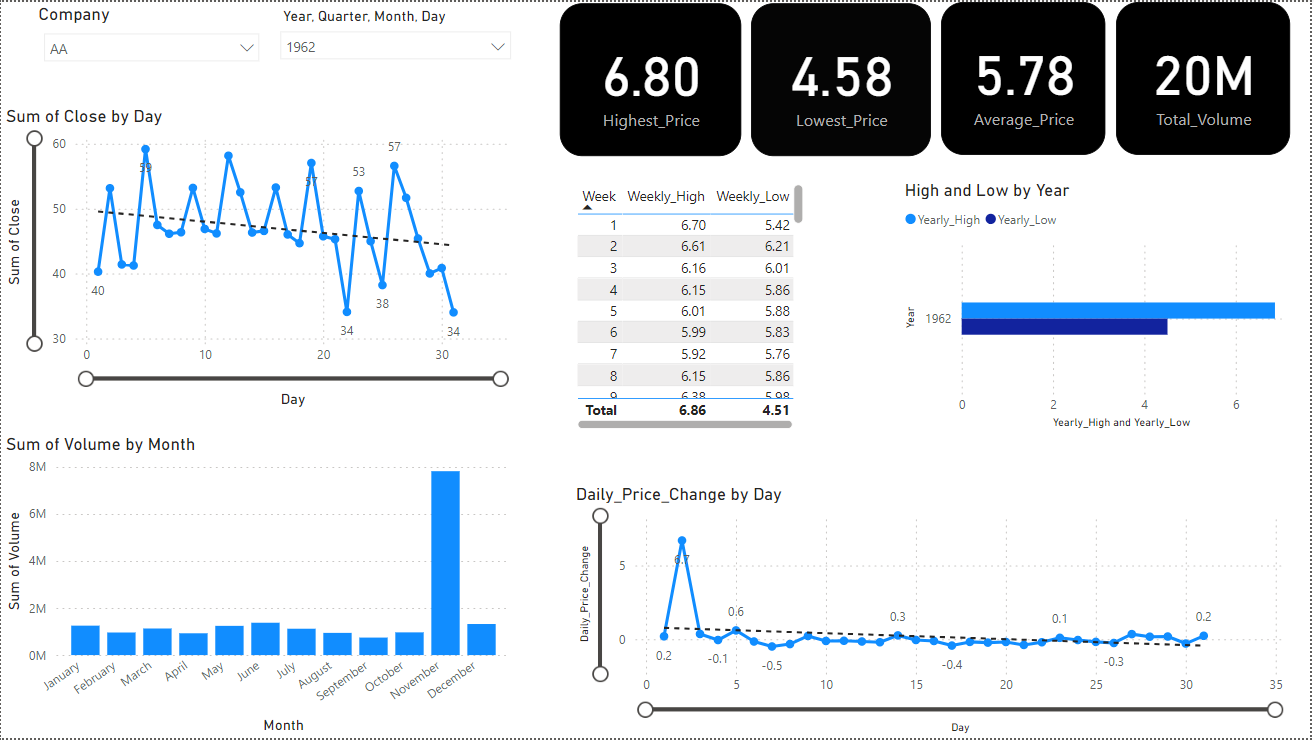 Company
Year, Quarter, Month, Day
AA
1962
6.80
Highest_Price
4.58
Lowest_Price
5.78
Average_Price
20M
Total_Volume
Sum of Close by Day
Sum of Close
60
50
40
30
40
59
57
34
53
38
57
34
0 10 20 30
Day
Week Weekly_High Weekly_Low
1 6.70 5.42
2 6.61 6.21
3 6.16 6.01
4 6.15 5.86
5 6.01 5.88
6 5.99 5.83
7 5.92 5.76
8 6.15 5.86
9 6.38 5.98
Total 6.86 4.51
High and Low by Year
Yearly_High Yearly_Low
Year
1962
0 2 4 6
Yearly_High and Yearly_Low
Sum of Volume by Month
Sum of Volume
8M
6M
4M
2M
0M
January February March April May June July August September October November December
Month
Daily_Price_Change by Day
Daily_Price_Change
5
0
0.2
6.7
-0.1
0.6
-0.5
0.3
-0.4
0.1
-0.3
0.2
0 5 10 15 20 25 30 35
Day